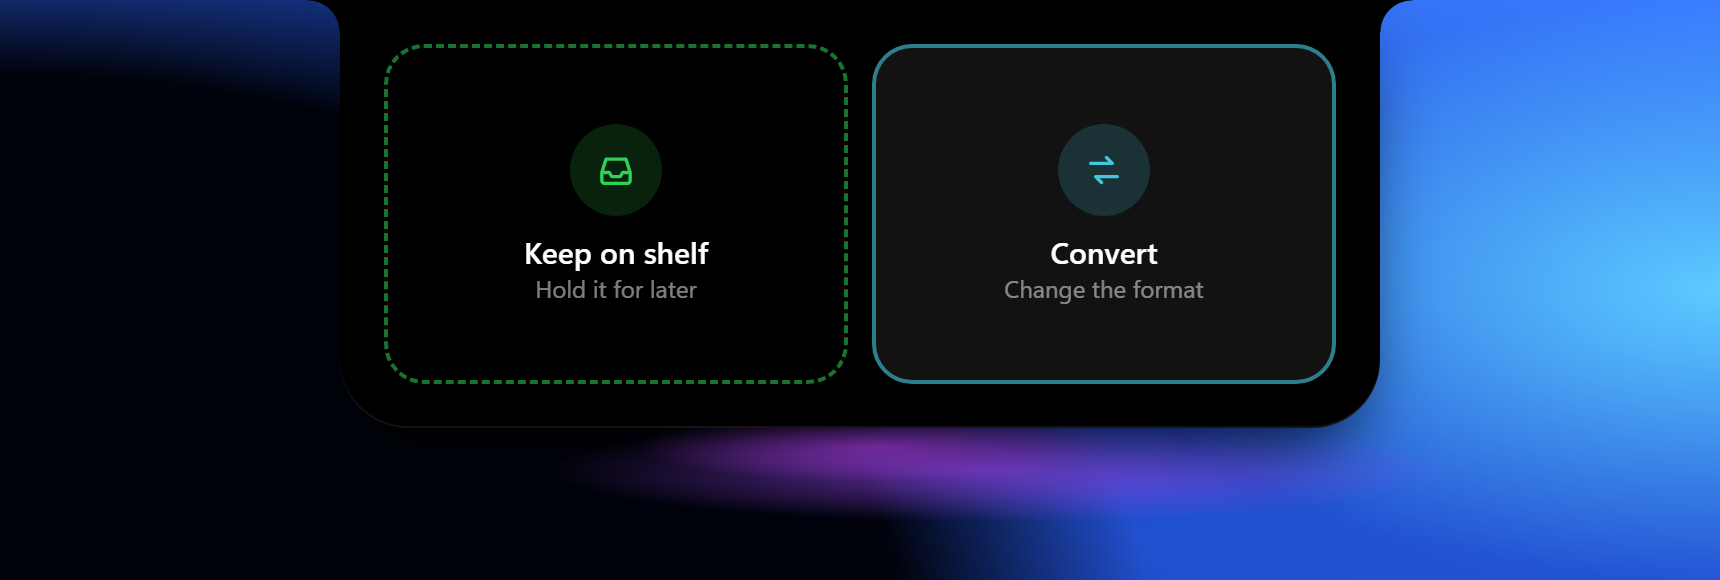 Keep on shelf
Hold it for later
Convert
Change the format